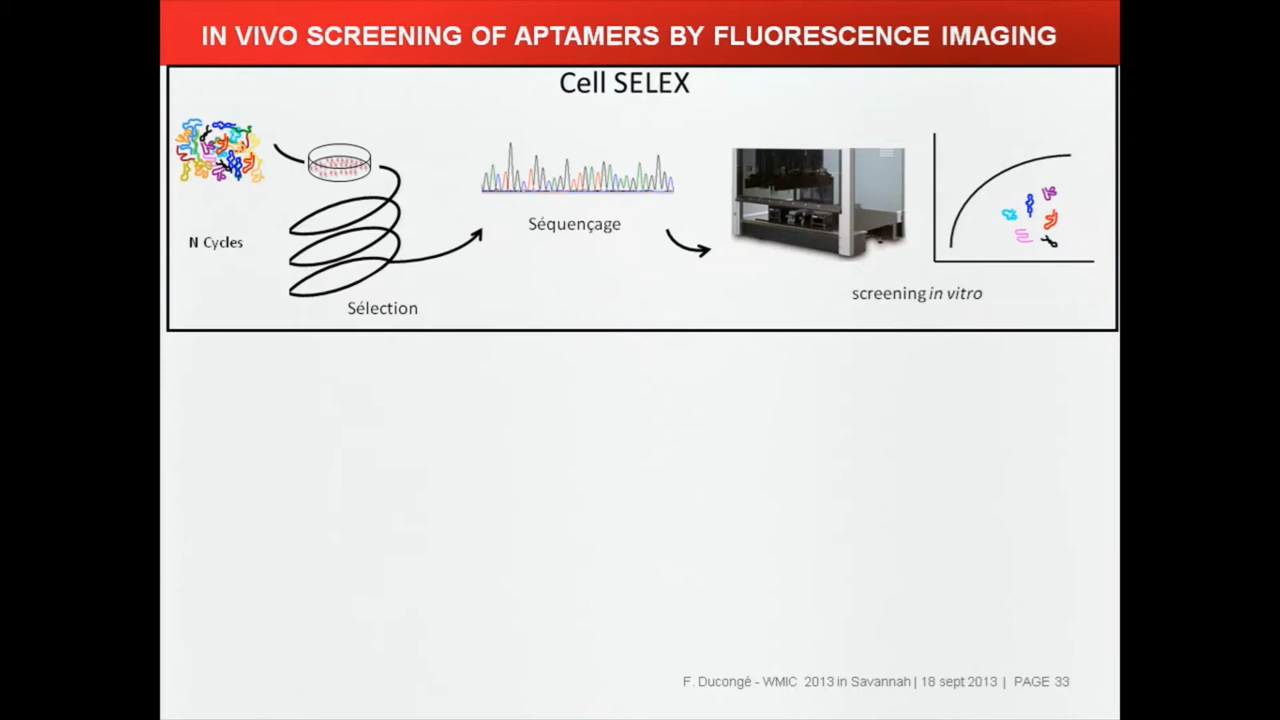 IN VIVO SCREENING OF APTAMERS BY FLUORESCENCE IMAGING
Cell SELEX
N Cycles
Sélection
Séquençage
screening in vitro
F. Ducongé - WMIC 2013 in Savannah | 18 sept 2013 | PAGE 33